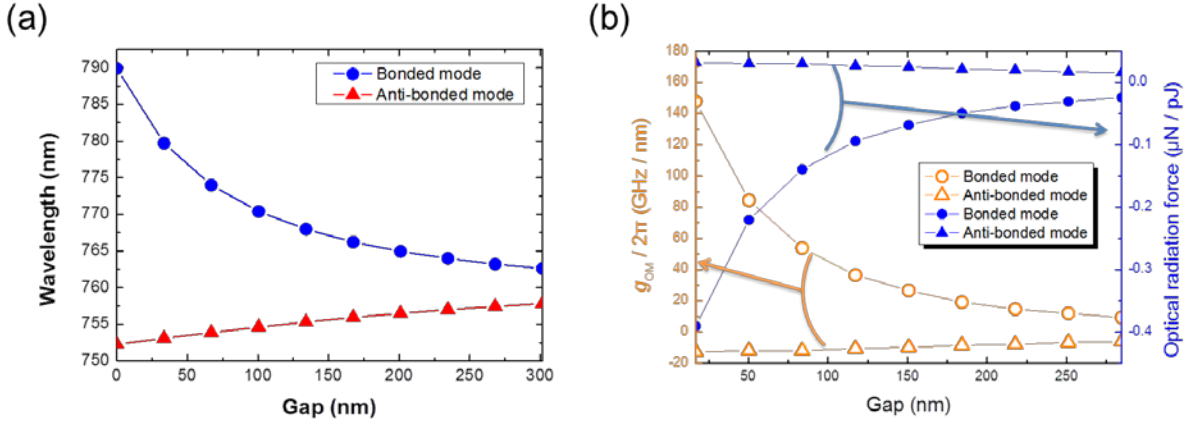 (a)
790
785
780
775
770
765
760
755
750
Wavelength (nm)
Bonded mode
Anti-bonded mode
0 50 100 150 200 250 300
Gap (nm)
(b)
180
160
140
120
100
80
60
40
20
0
-20
g_OM / 2π (GHz / nm)
Bonded mode
Anti-bonded mode
Bonded mode
Anti-bonded mode
0.0
-0.1
-0.2
-0.3
-0.4
Optical radiation force (μN / pJ)
50 100 150 200 250
Gap (nm)